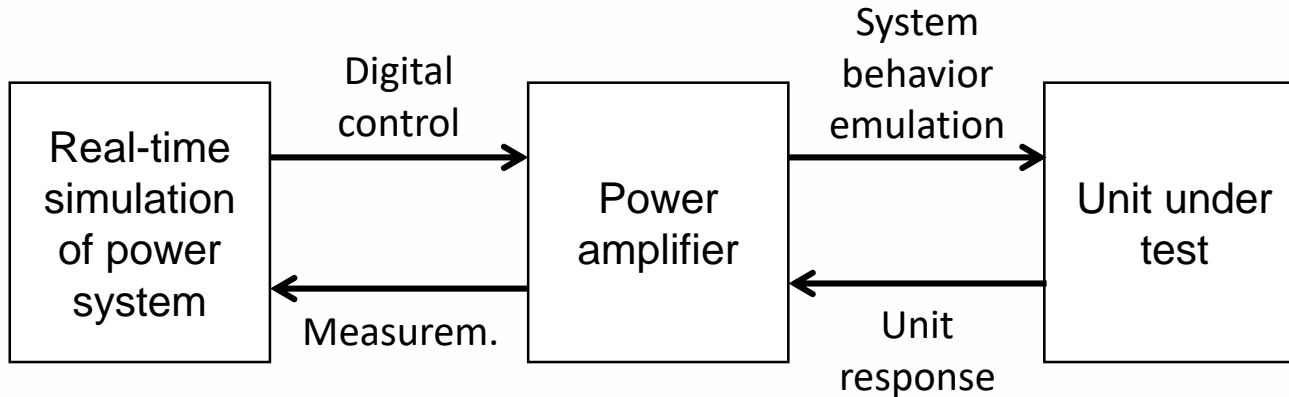 Real-time
simulation
of power
system
Digital
control
Measurem.
Power
amplifier
System
behavior
emulation
Unit
response
Unit under
test